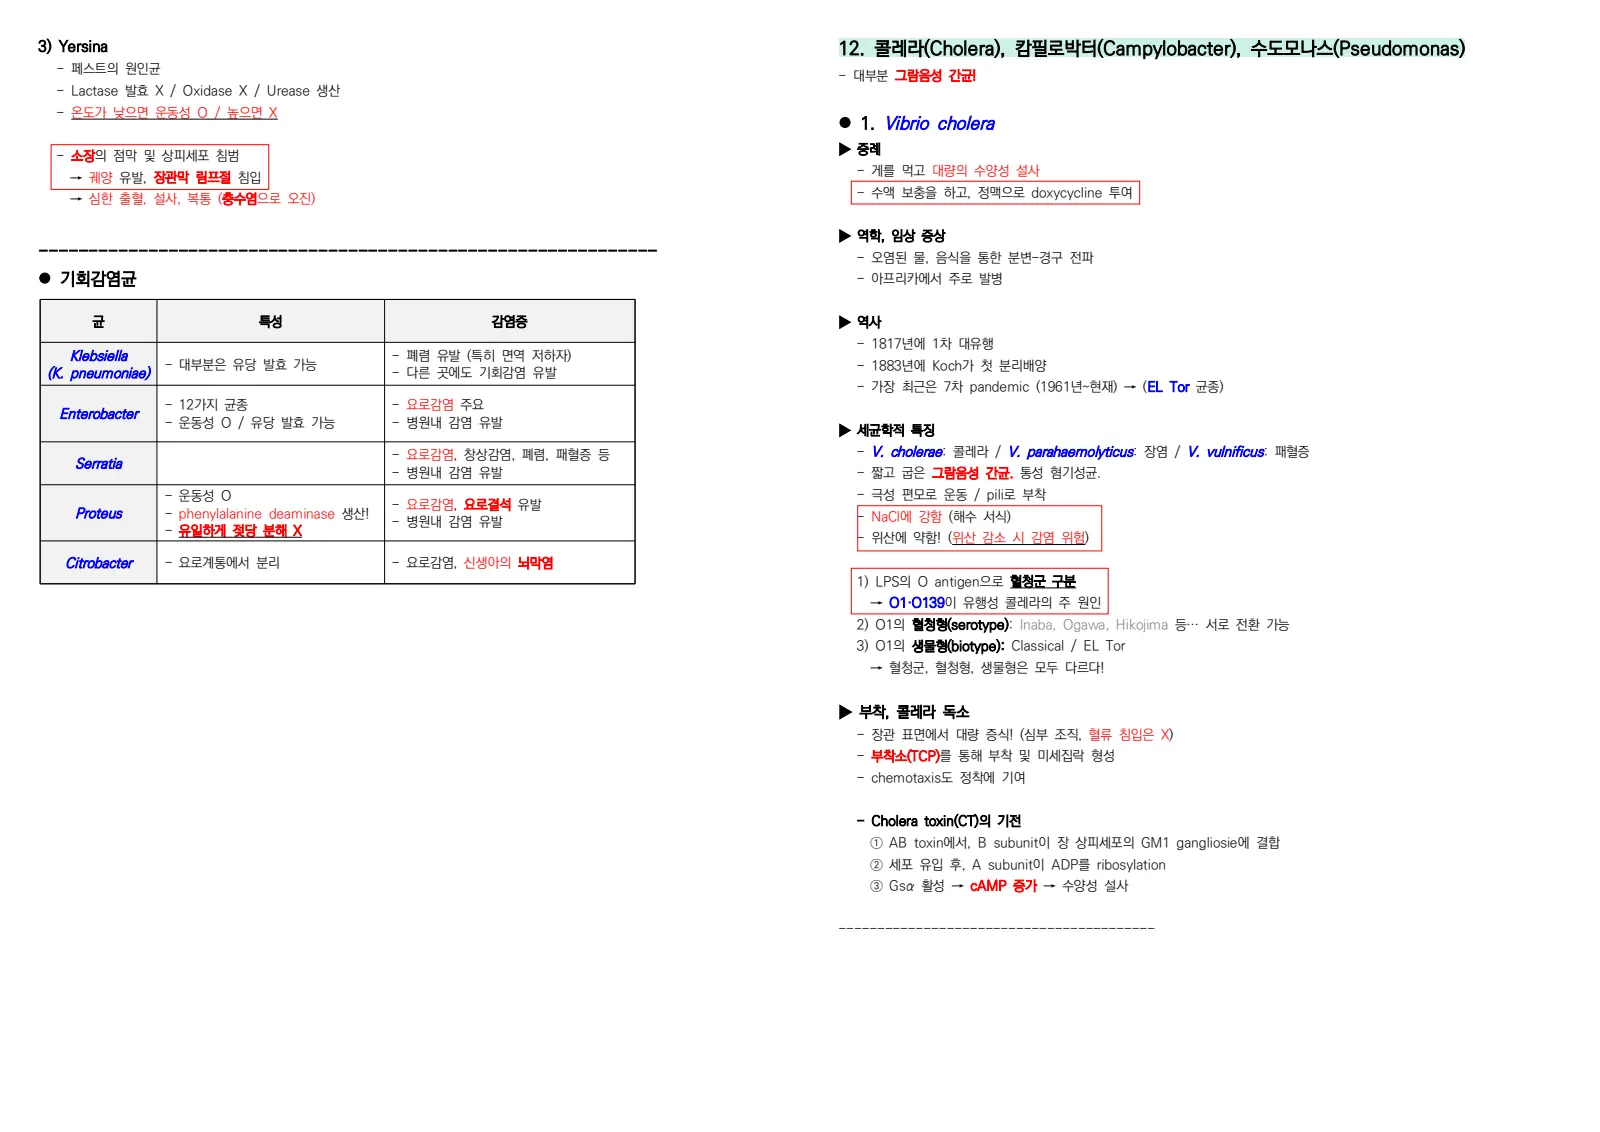 3) Yersina
- 페스트의 원인균
- Lactase 발효 X / Oxidase X / Urease 생산
- 온도가 낮으면 운동성 O / 높으면 X
- 소장의 점막 및 상피세포 침범
→ 궤양 유발, 장관막 림프절 침입
→ 심한 출혈, 설사, 복통 (충수염으로 오진)
● 기회감염균
균 특성 감염증
Klebsiella
(K. pneumoniae)
- 대부분은 유당 발효 가능
- 폐렴 유발 (특히 면역 저하자)
- 다른 곳에도 기회감염 유발
Enterobacter
- 12가지 균종
- 운동성 O / 유당 발효 가능
- 요로감염 주요
- 병원내 감염 유발
Serratia
- 요로감염, 창상감염, 폐렴, 패혈증 등
- 병원내 감염 유발
Proteus
- 운동성 O
- phenylalanine deaminase 생산!
- 유일하게 젖당 분해 X
- 요로감염, 요로결석 유발
- 병원내 감염 유발
Citrobacter
- 요로계통에서 분리
- 요로감염, 신생아의 뇌막염
12. 콜레라(Cholera), 캄필로박터(Campylobacter), 수도모나스(Pseudomonas)
- 대부분 그람음성 간균!
● 1. Vibrio cholera
▶ 증례
- 게를 먹고 대량의 수양성 설사
- 수액 보충을 하고, 정맥으로 doxycycline 투여
▶ 역학, 임상 증상
- 오염된 물, 음식을 통한 분변-경구 전파
- 아프리카에서 주로 발병
▶ 역사
- 1817년에 1차 대유행
- 1883년에 Koch가 첫 분리배양
- 가장 최근은 7차 pandemic (1961년~현재) → (EL Tor 균종)
▶ 세균학적 특징
- V. cholerae: 콜레라 / V. parahaemolyticus: 장염 / V. vulnificus: 패혈증
- 짧고 굽은 그람음성 간균. 통성 혐기성균.
- 극성 편모로 운동 / pili로 부착
- NaCl에 강함 (해수 서식)
- 위산에 약함! (위산 감소 시 감염 위험)
1) LPS의 O antigen으로 혈청군 구분
→ O1·O139이 유행성 콜레라의 주 원인
2) O1의 혈청형(serotype): Inaba, Ogawa, Hikojima 등… 서로 전환 가능
3) O1의 생물형(biotype): Classical / EL Tor
→ 혈청군, 혈청형, 생물형은 모두 다르다!
▶ 부착, 콜레라 독소
- 장관 표면에서 대량 증식! (심부 조직, 혈류 침입은 X)
- 부착소(TCP)를 통해 부착 및 미세집락 형성
- chemotaxis도 정착에 기여
- Cholera toxin(CT)의 기전
① AB toxin에서, B subunit이 장 상피세포의 GM1 gangliosie에 결합
② 세포 유입 후, A subunit이 ADP를 ribosylation
③ Gsα 활성 → cAMP 증가 → 수양성 설사